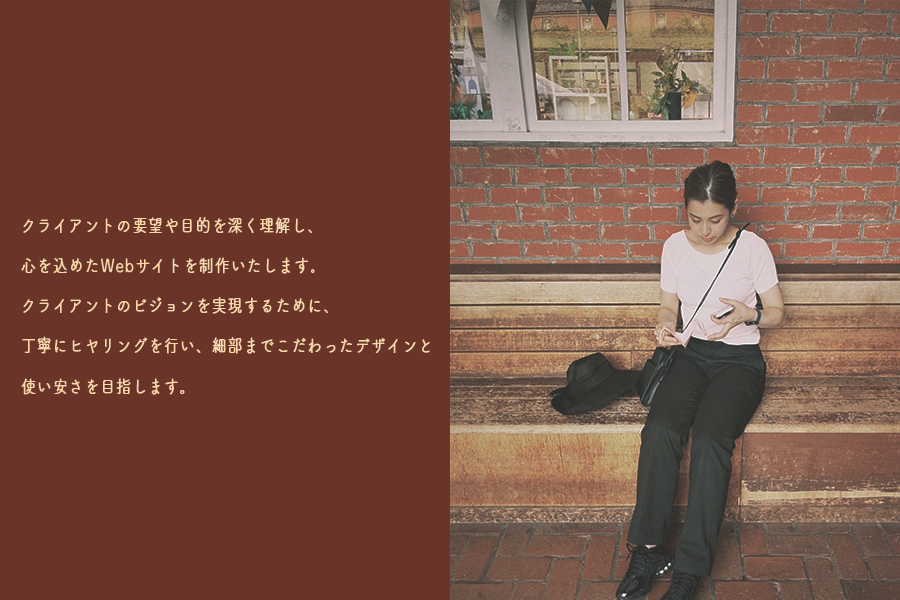 クライアントの要望や目的を深く理解し、
心を込めたWebサイトを制作いたします。
クライアントのビジョンを実現するために、
丁寧にヒヤリングを行い、細部までこだわったデザインと
使い安さを目指します。